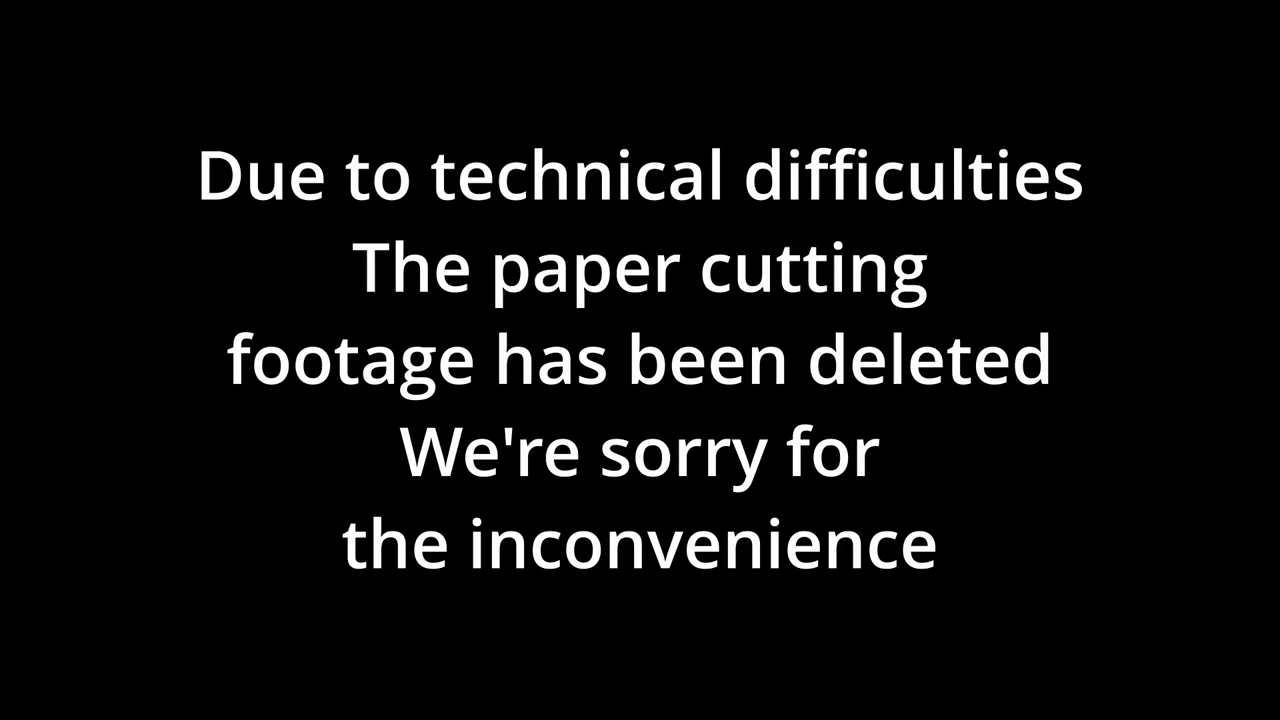 Due to technical difficulties
The paper cutting
footage has been deleted
We're sorry for
the inconvenience